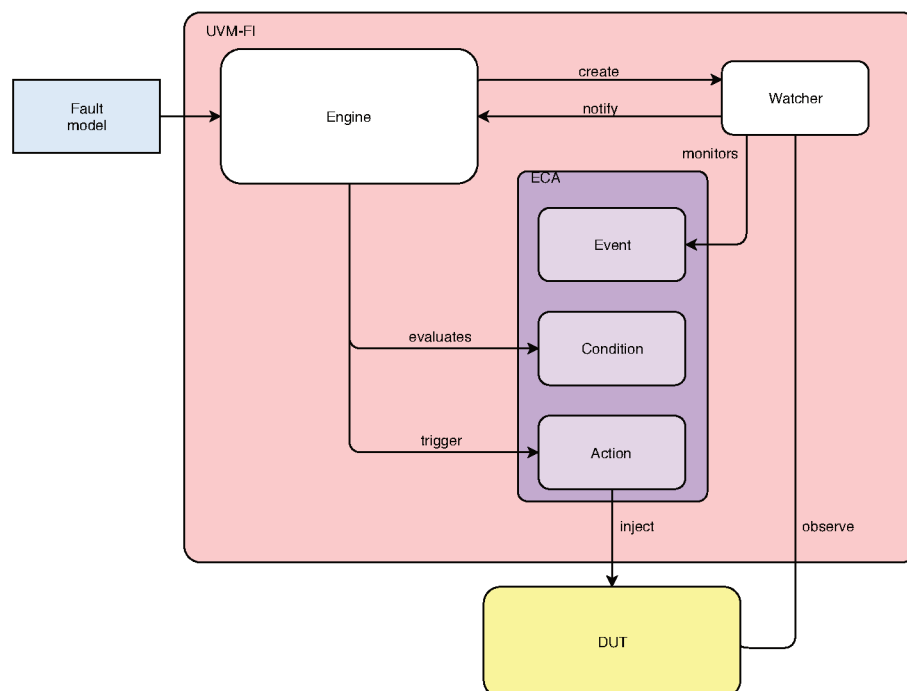 UVM-FI
Fault
model
Engine
create
notify
Watcher
monitors
ECA
Event
evaluates
Condition
trigger
Action
inject
observe
DUT